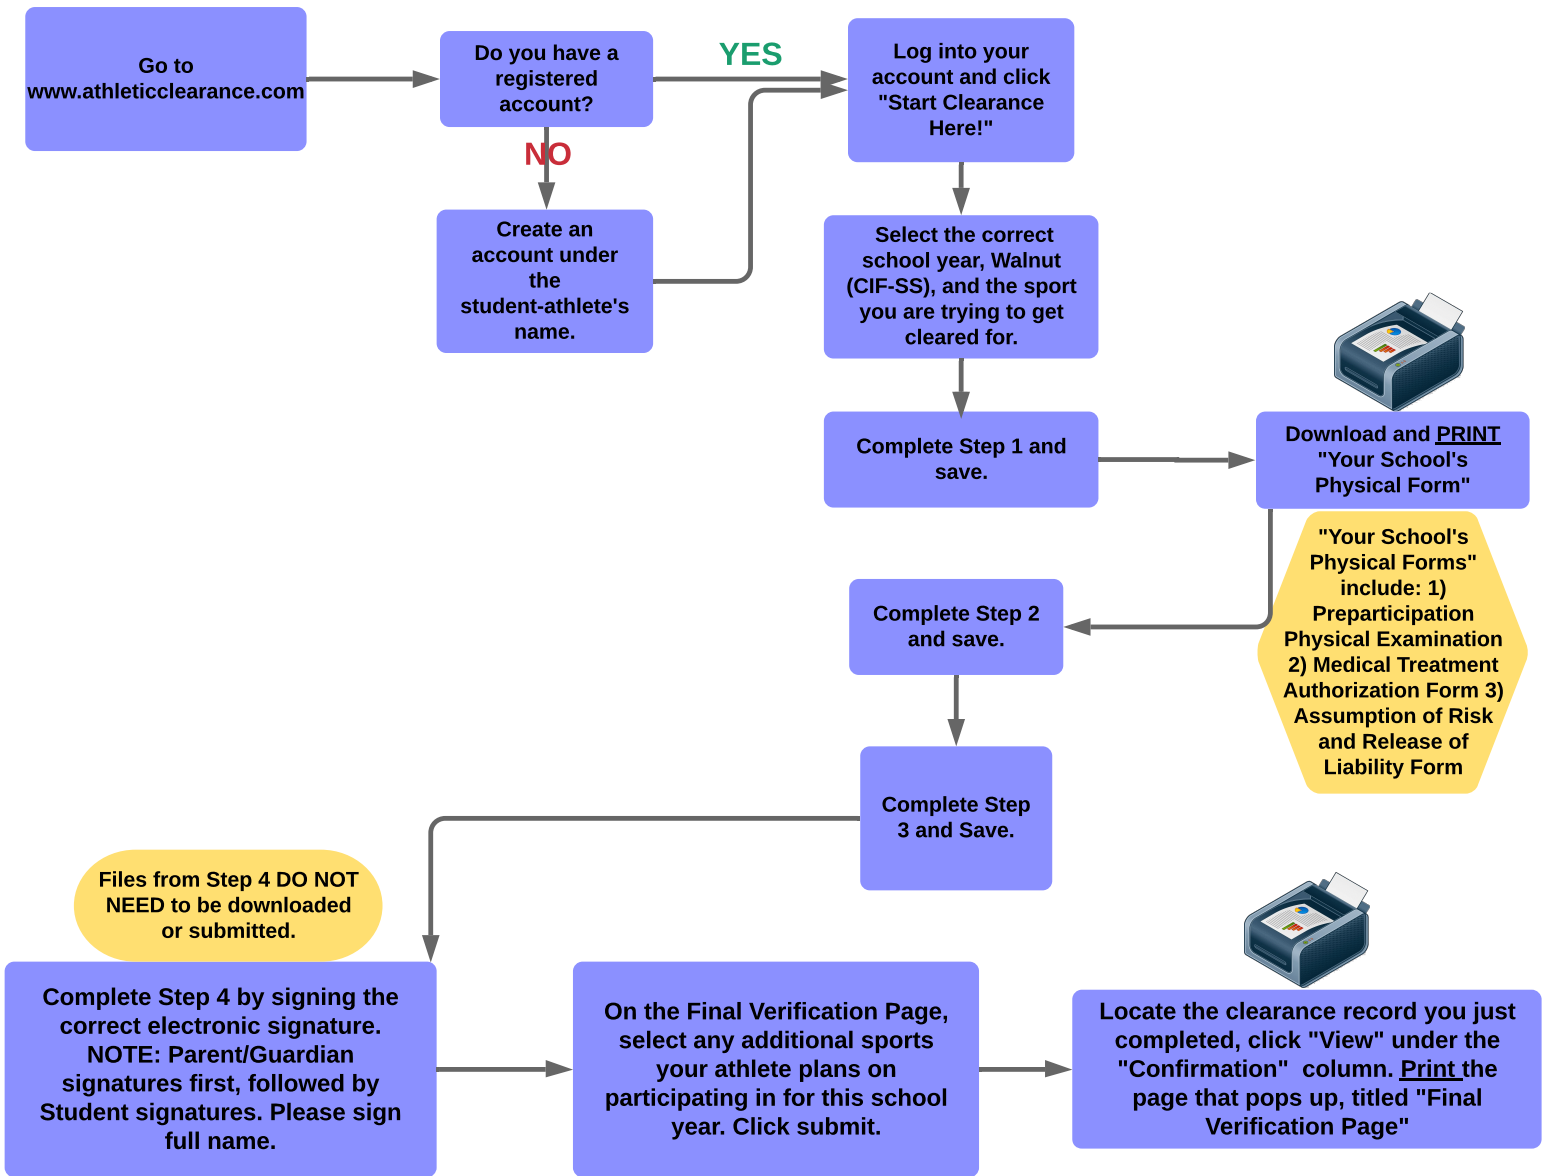 Go to
www.athleticclearance.com
Do you have a
registered
account?
YES
NO
Log into your
account and click
"Start Clearance
Here!"
Create an
account under
the
student-athlete's
name.
Select the correct
school year, Walnut
(CIF-SS), and the sport
you are trying to get
cleared for.
Complete Step 1 and
save.
Download and PRINT
"Your School's
Physical Form"
"Your School's
Physical Forms"
include: 1)
Preparticipation
Physical Examination
2) Medical Treatment
Authorization Form 3)
Assumption of Risk
and Release of
Liability Form
Complete Step 2
and save.
Complete Step
3 and Save.
Files from Step 4 DO NOT
NEED to be downloaded
or submitted.
Complete Step 4 by signing the
correct electronic signature.
NOTE: Parent/Guardian
signatures first, followed by
Student signatures. Please sign
full name.
On the Final Verification Page,
select any additional sports
your athlete plans on
participating in for this school
year. Click submit.
Locate the clearance record you just
completed, click "View" under the
"Confirmation"  column. Print the
page that pops up, titled "Final
Verification Page"